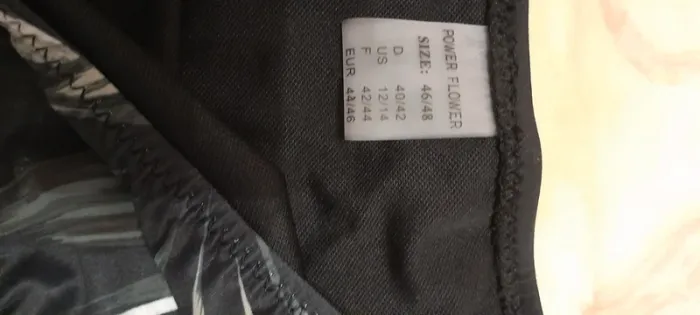 POWER FLOWER
SIZE: 46/48
D 40/42
US 12/14
F 42/44
EUR 44/46